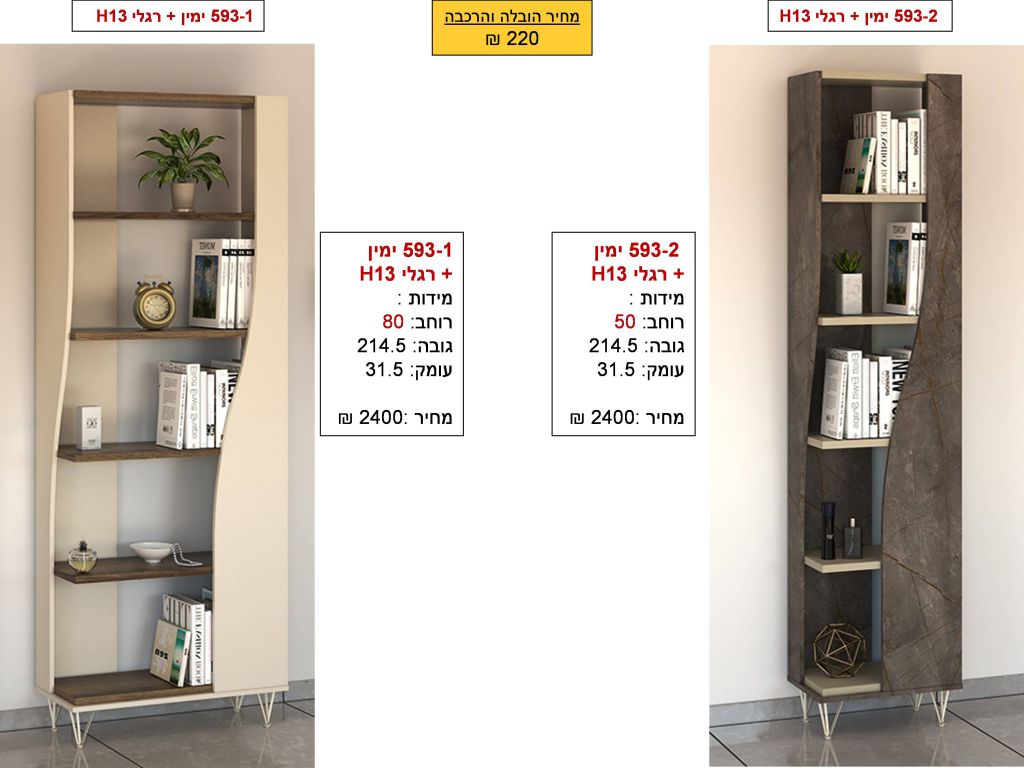 593-1 ימין + רגלי H13
מחיר הובלה והרכבה
220 ₪
593-2 ימין + רגלי H13
593-1 ימין
+ רגלי H13
מידות :
רוחב: 80
גובה: 214.5
עומק: 31.5
מחיר :2400 ₪
593-2 ימין
+ רגלי H13
מידות :
רוחב: 50
גובה: 214.5
עומק: 31.5
מחיר :2400 ₪